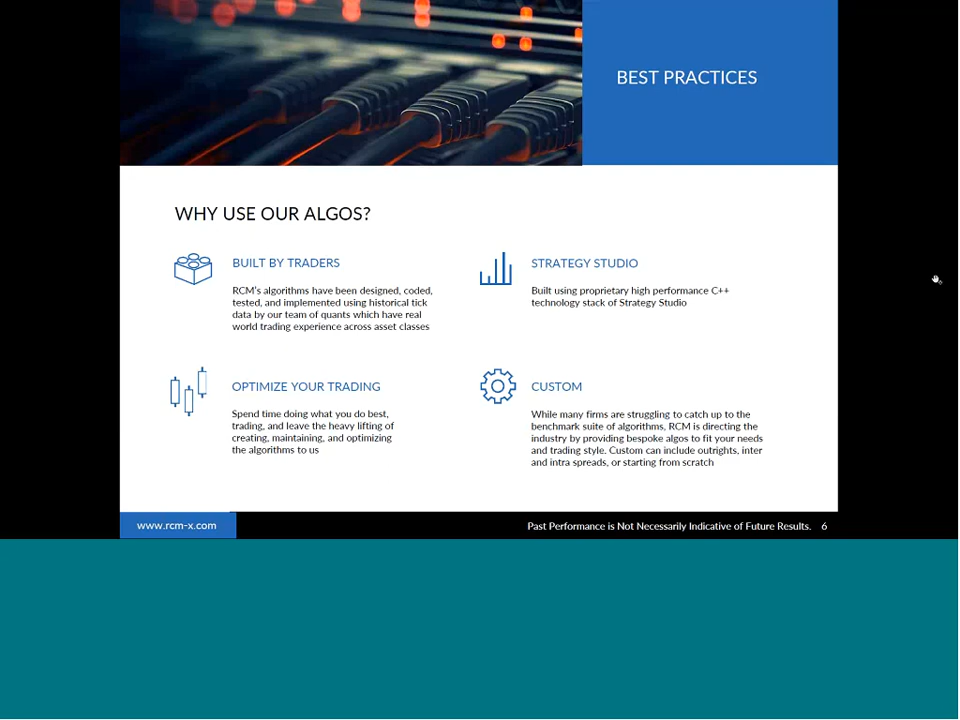 BEST PRACTICES
WHY USE OUR ALGOS?
BUILT BY TRADERS
RCM's algorithms have been designed, coded,
tested, and implemented using historical tick
data by our team of quants which have real
world trading experience across asset classes
STRATEGY STUDIO
Built using proprietary high performance C++
technology stack of Strategy Studio
OPTIMIZE YOUR TRADING
Spend time doing what you do best,
trading, and leave the heavy lifting of
creating, maintaining, and optimizing
the algorithms to us
CUSTOM
While many firms are struggling to catch up to the
benchmark suite of algorithms, RCM is directing the
industry by providing bespoke algos to fit your needs
and trading style. Custom can include outrights, inter
and intra spreads, or starting from scratch
www.rcm-x.com
Past Performance is Not Necessarily Indicative of Future Results. 6